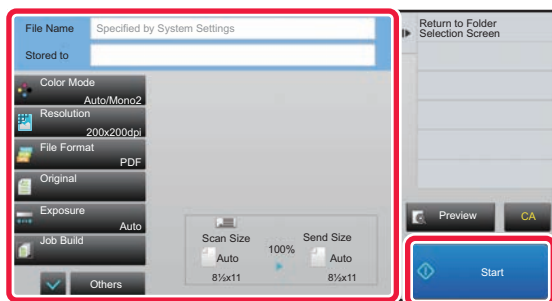 File Name Specified by System Settings
Stored to
Color Mode
Auto/Mono2
Resolution
200x200dpi
File Format
PDF
Original
Exposure
Auto
Job Build
Others
Scan Size
100%
Send Size
Auto
Auto
8½x11
8½x11
Return to Folder
Selection Screen
Preview
CA
Start